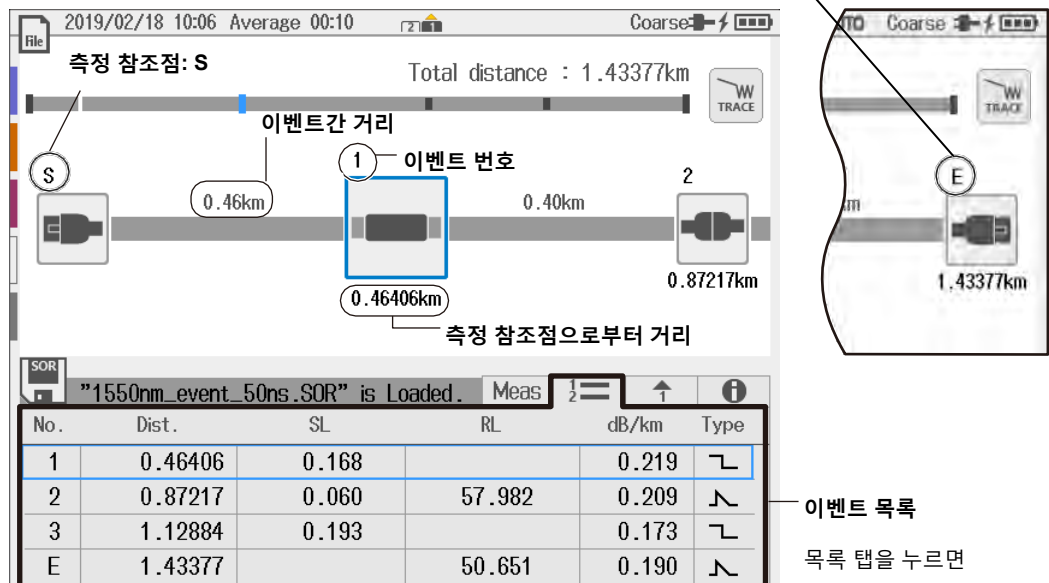 File 2019/02/18 10:06 Average 00:10 2 1 Coarse
측정 참조점: S
Total distance : 1.43377km
TRACE
이벤트간 거리
S
1 이벤트 번호
2
0.46km
0.40km
0.46406km
0.87217km
측정 참조점으로부터 거리
Coarse
TRACE
E
1.43377km
SOR
"1550nm_event_50ns.SOR" is Loaded. Meas 1 2 1
No. Dist. SL RL dB/km Type
1 0.46406 0.168 0.219
2 0.87217 0.060 57.982 0.209
3 1.12884 0.193 0.173
E 1.43377 50.651 0.190
이벤트 목록
목록 탭을 누르면